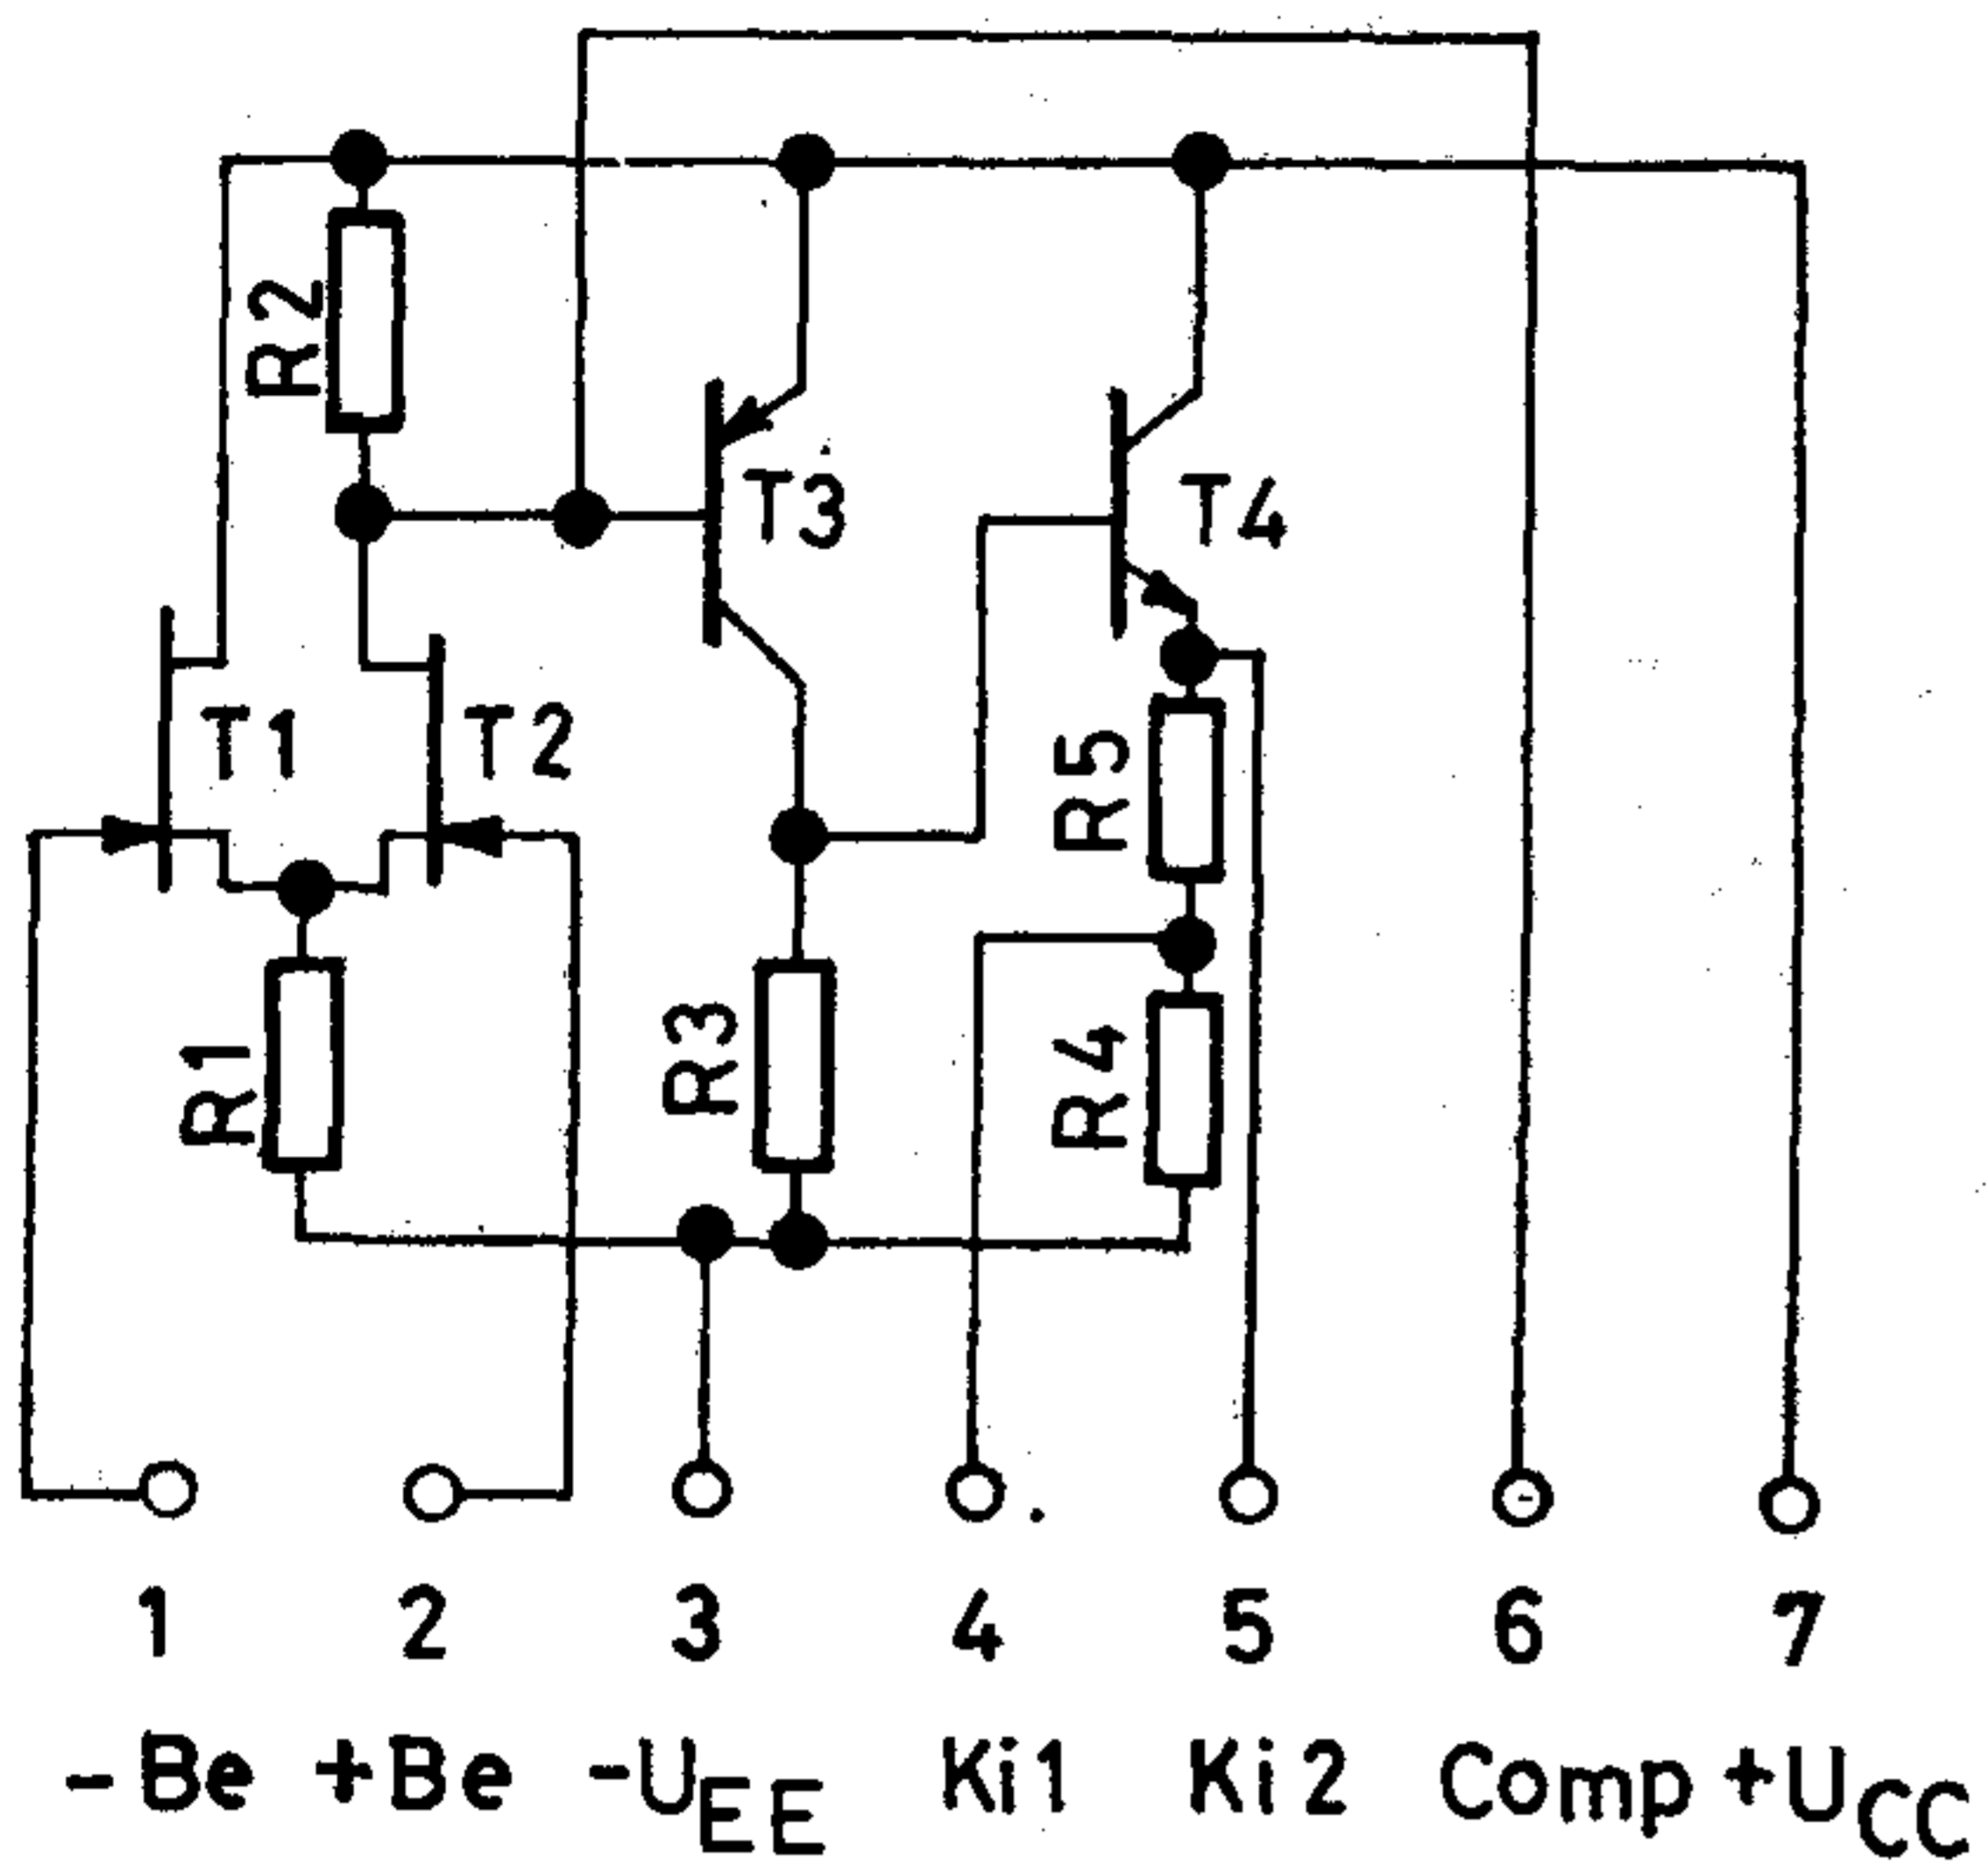 R2
T3
T4
T1
T2
R5
R1
R3
R4
1 2 3 4 5 6 7
-Be +Be -UEE Ki1 Ki2 Comp +UCC